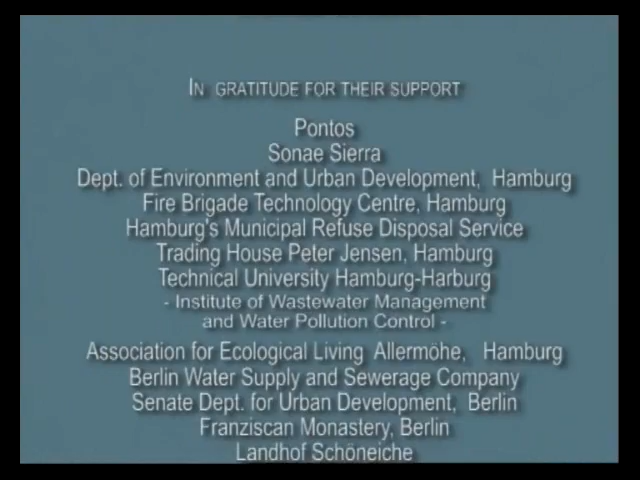 IN GRATITUDE FOR THEIR SUPPORT
Pontos
Sonae Sierra
Dept. of Environment and Urban Development, Hamburg
Fire Brigade Technology Centre, Hamburg
Hamburg's Municipal Refuse Disposal Service
Trading House Peter Jensen, Hamburg
Technical University Hamburg-Harburg
- Institute of Wastewater Management
and Water Pollution Control -
Association for Ecological Living Allermöhe, Hamburg
Berlin Water Supply and Sewerage Company
Senate Dept. for Urban Development, Berlin
Franziscan Monastery, Berlin
Landhof Schöneiche